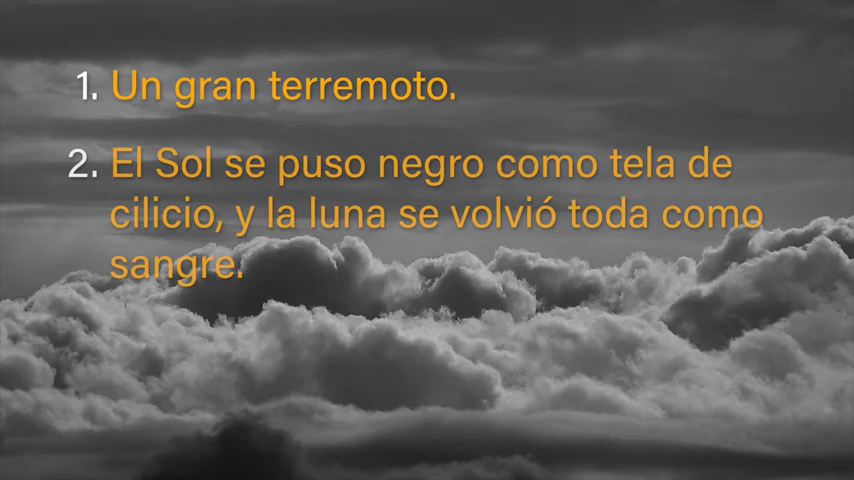 1. Un gran terremoto.
2. El Sol se puso negro como tela de
cilicio, y la luna se volvió toda como
sangre.